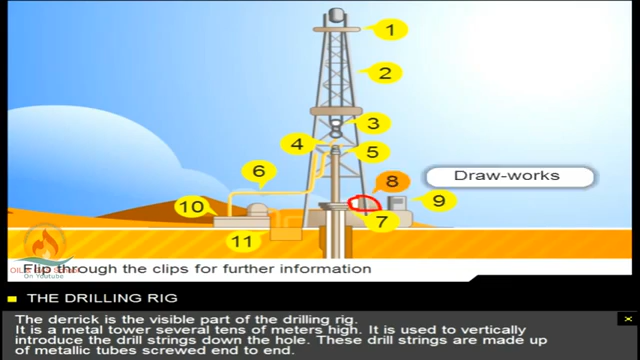 1
2
3
4
5
6
Draw-works
8
9
10
7
11
OIL
On Youtube
Flip through the clips for further information
THE DRILLING RIG
The derrick is the visible part of the drilling rig.
It is a metal tower several tens of meters high. It is used to vertically
introduce the drill strings down the hole. These drill strings are made up
of metallic tubes screwed end to end.